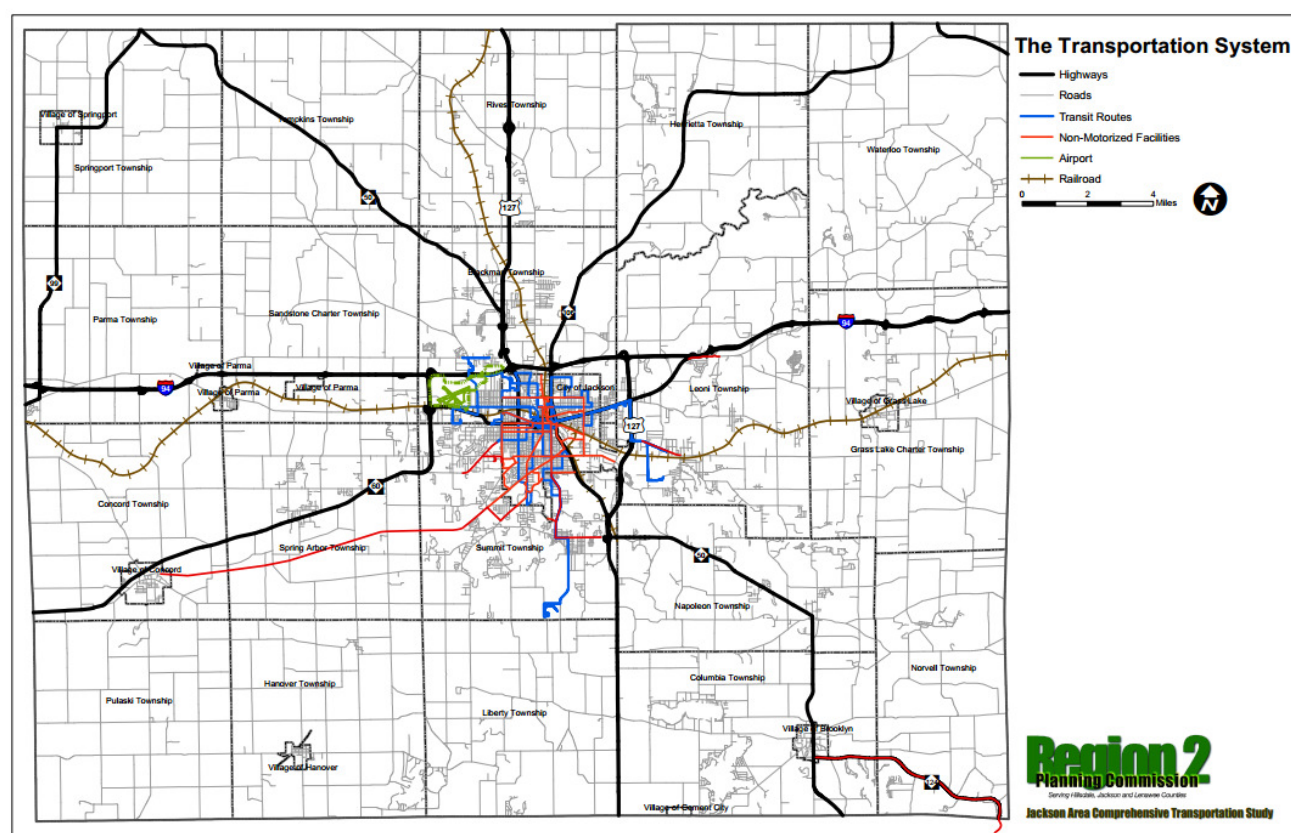 The Transportation System
Highways
Roads
Transit Routes
Non-Motorized Facilities
Airport
Railroad
0 2 4
Miles
N
Rives Township
Village of Springport
Tompkins Township
Henrietta Township
Waterloo Township
Springport Township
50
127
Blackman Township
99
106
Parma Township
Sandstone Charter Township
94
Village of Parma
94
Village of Parma
Village of Parma
City of Jackson
Leoni Township
Village of Grass Lake
127
Grass Lake Charter Township
60
Concord Township
Spring Arbor Township
Summit Township
50
Village of Concord
Napoleon Township
Norvell Township
Columbia Township
Hanover Township
Pulaski Township
Liberty Township
Village of Brooklyn
Village of Hanover
124
Village of Cement City
Region 2
Planning Commission
Serving Hillsdale, Jackson and Lenawee Counties
Jackson Area Comprehensive Transportation Study